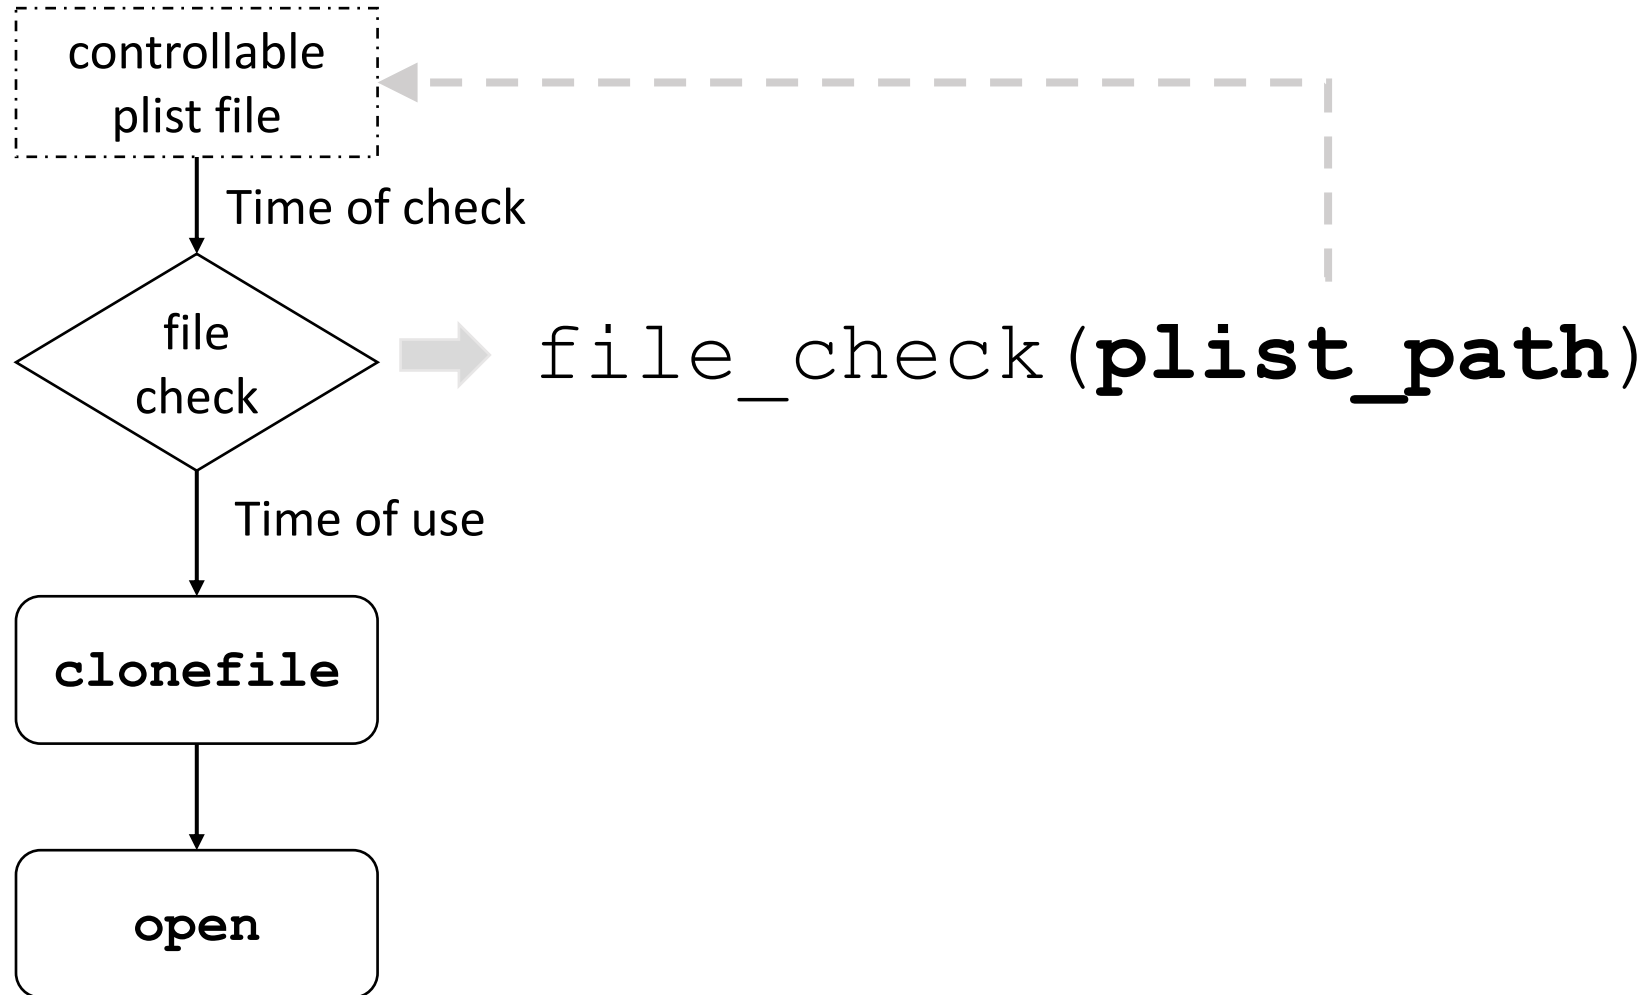 controllable
plist file
Time of check
file
check
file_check(plist_path)
Time of use
clonefile
open